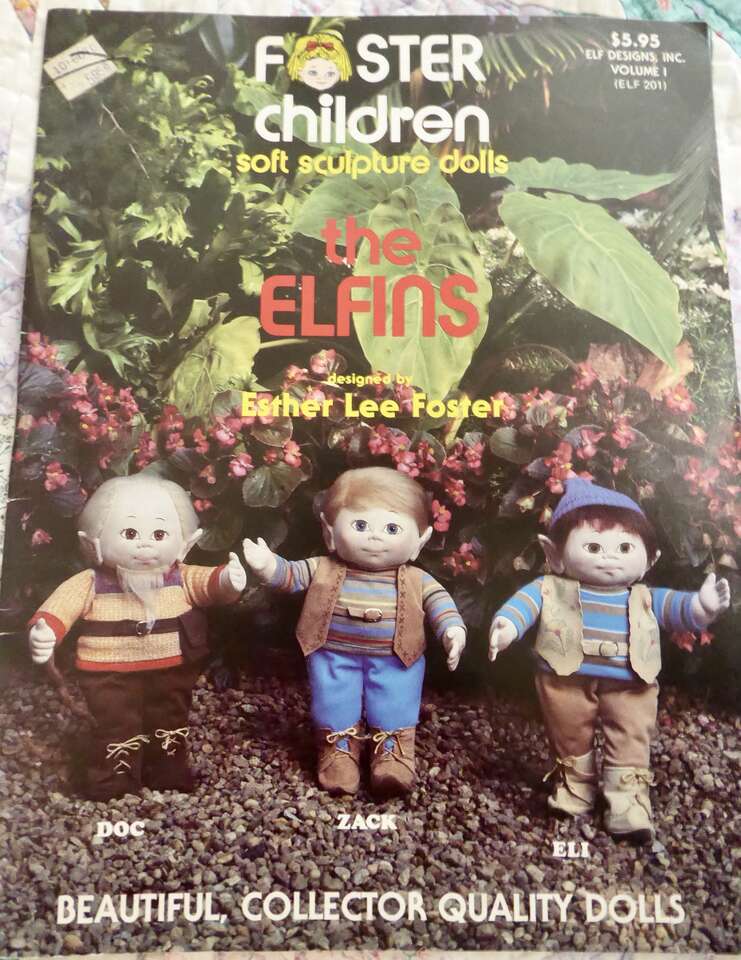 FOSTER
children
soft sculpture dolls
$5.95
ELF DESIGNS, INC.
VOLUME I
(ELF 201)
the
ELFINS
designed by
Esther Lee Foster
DOC
ZACK
ELI
BEAUTIFUL, COLLECTOR QUALITY DOLLS